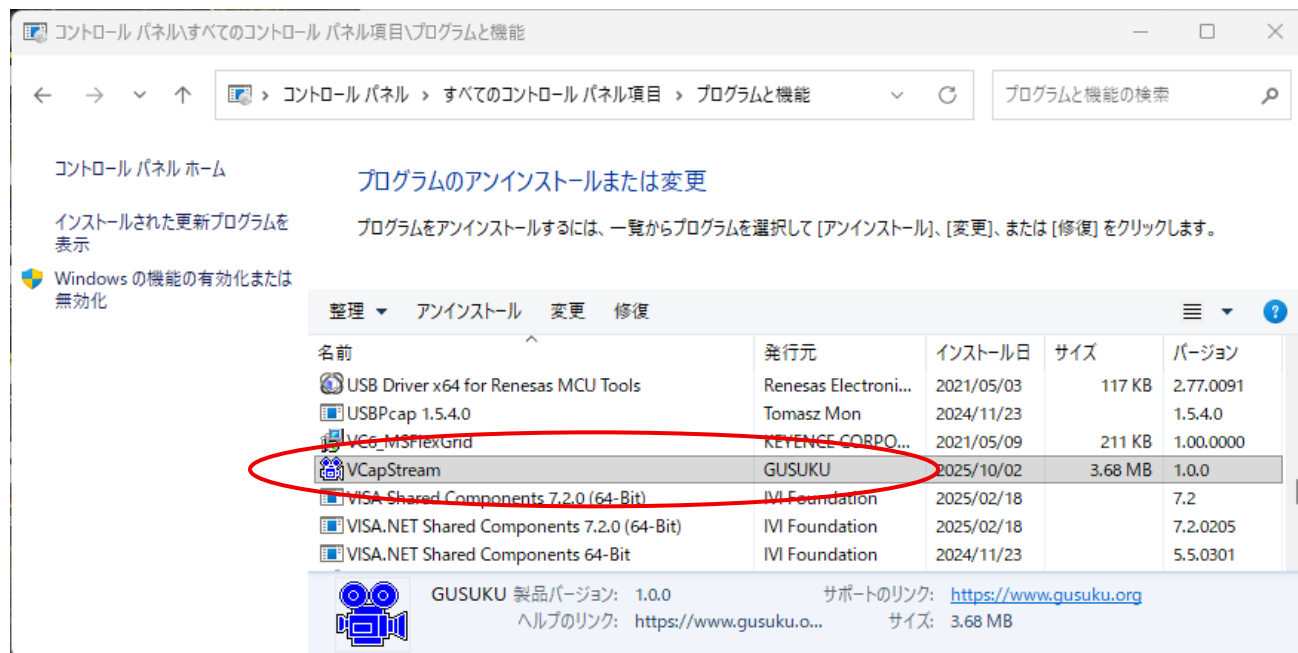 コントロール パネル\すべてのコントロール パネル項目\プログラムと機能
コントロール パネル › すべてのコントロール パネル項目 › プログラムと機能
プログラムと機能の検索
コントロール パネル ホーム
インストールされた更新プログラムを
表示
Windows の機能の有効化または
無効化
プログラムのアンインストールまたは変更
プログラムをアンインストールするには、一覧からプログラムを選択して [アンインストール]、[変更]、または [修復] をクリックします。
整理 アンインストール 変更 修復
名前 発行元 インストール日 サイズ バージョン
USB Driver x64 for Renesas MCU Tools Renesas Electroni... 2021/05/03 117 KB 2.77.0091
USBPcap 1.5.4.0 Tomasz Mon 2024/11/23 1.5.4.0
VC6_MSFlexGrid KEYENCE CORPO... 2021/05/09 211 KB 1.00.0000
VCapStream GUSUKU 2025/10/02 3.68 MB 1.0.0
VISA Shared Components 7.2.0 (64-Bit) IVI Foundation 2025/02/18 7.2
VISA.NET Shared Components 7.2.0 (64-Bit) IVI Foundation 2025/02/18 7.2.0205
VISA.NET Shared Components 64-Bit IVI Foundation 2024/11/23 5.5.0301
GUSUKU 製品バージョン: 1.0.0 サポートのリンク: https://www.gusuku.org
ヘルプのリンク: https://www.gusuku.o... サイズ: 3.68 MB